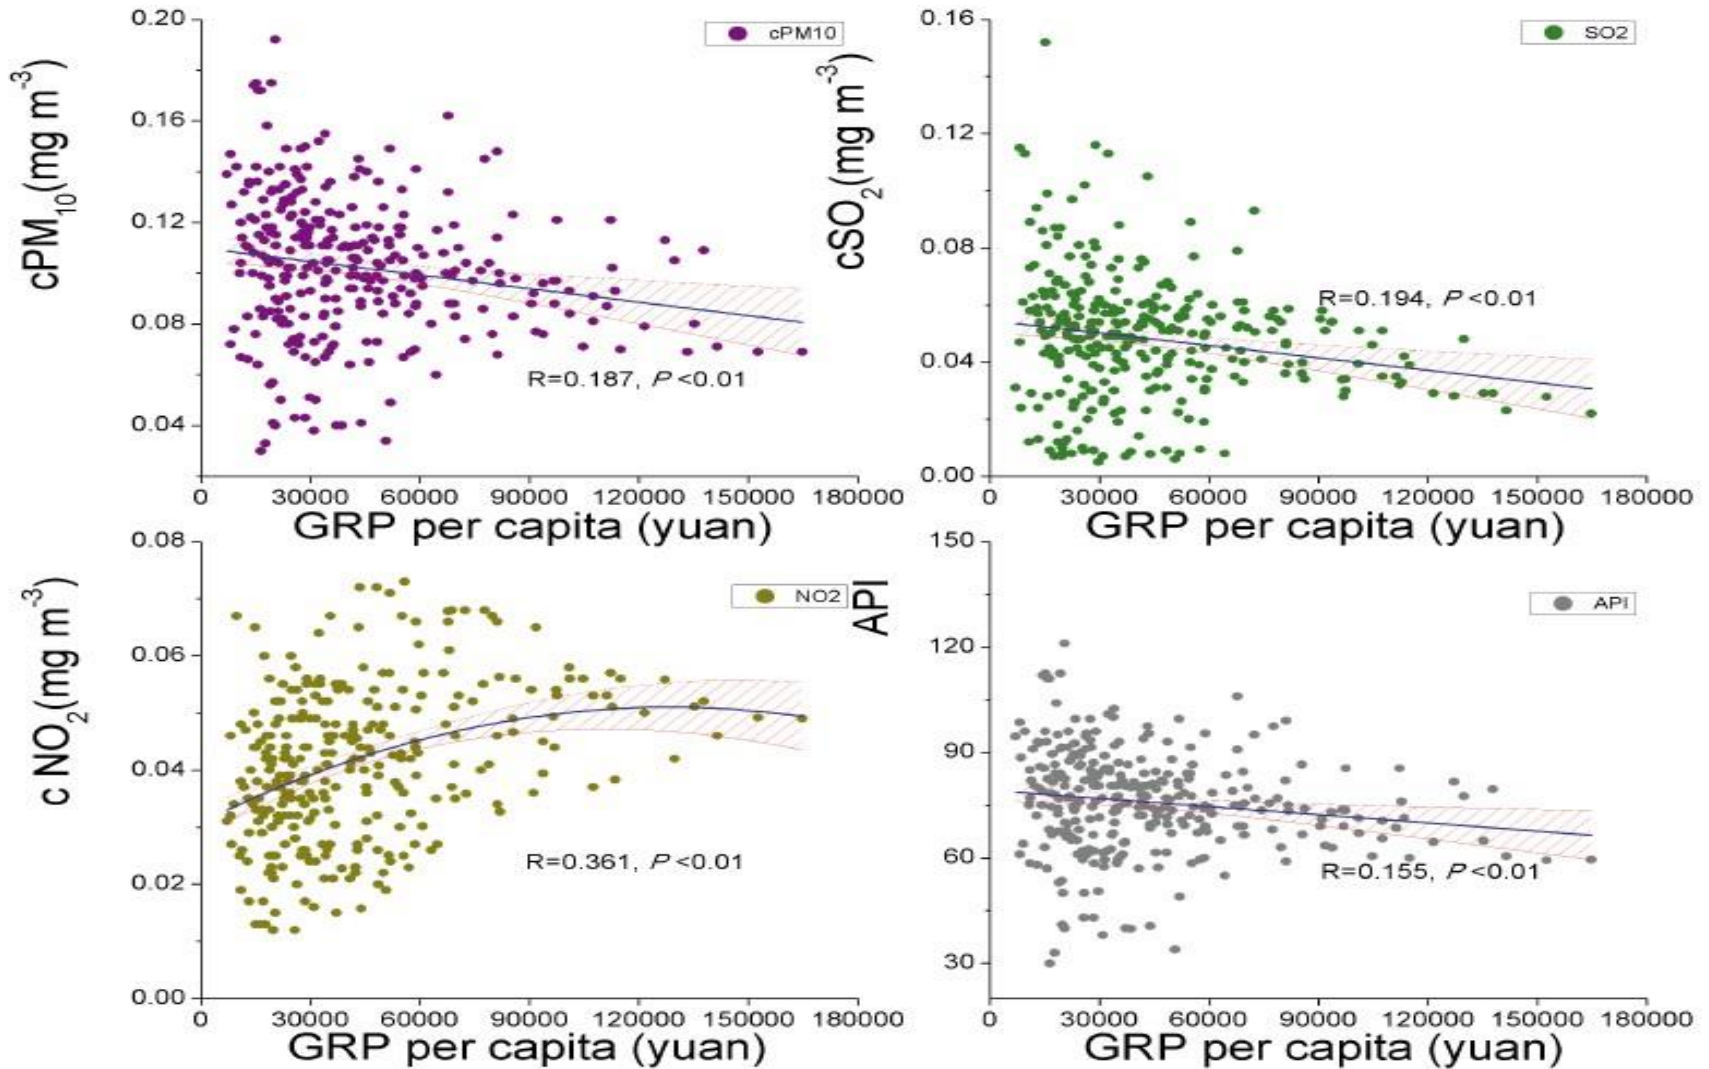 0.20
0.16
0.12
0.08
0.04
cPM10(mg m-3)
cPM10
R=0.187, P<0.01
0 30000 60000 90000 120000 150000 180000
GRP per capita (yuan)
0.16
0.12
0.08
0.04
0.00
cSO2(mg m-3)
SO2
R=0.194, P<0.01
0 30000 60000 90000 120000 150000 180000
GRP per capita (yuan)
0.08
0.06
0.04
0.02
0.00
c NO2(mg m-3)
NO2
R=0.361, P<0.01
0 30000 60000 90000 120000 150000 180000
GRP per capita (yuan)
150
120
90
60
30
API
API
R=0.155, P<0.01
0 30000 60000 90000 120000 150000 180000
GRP per capita (yuan)